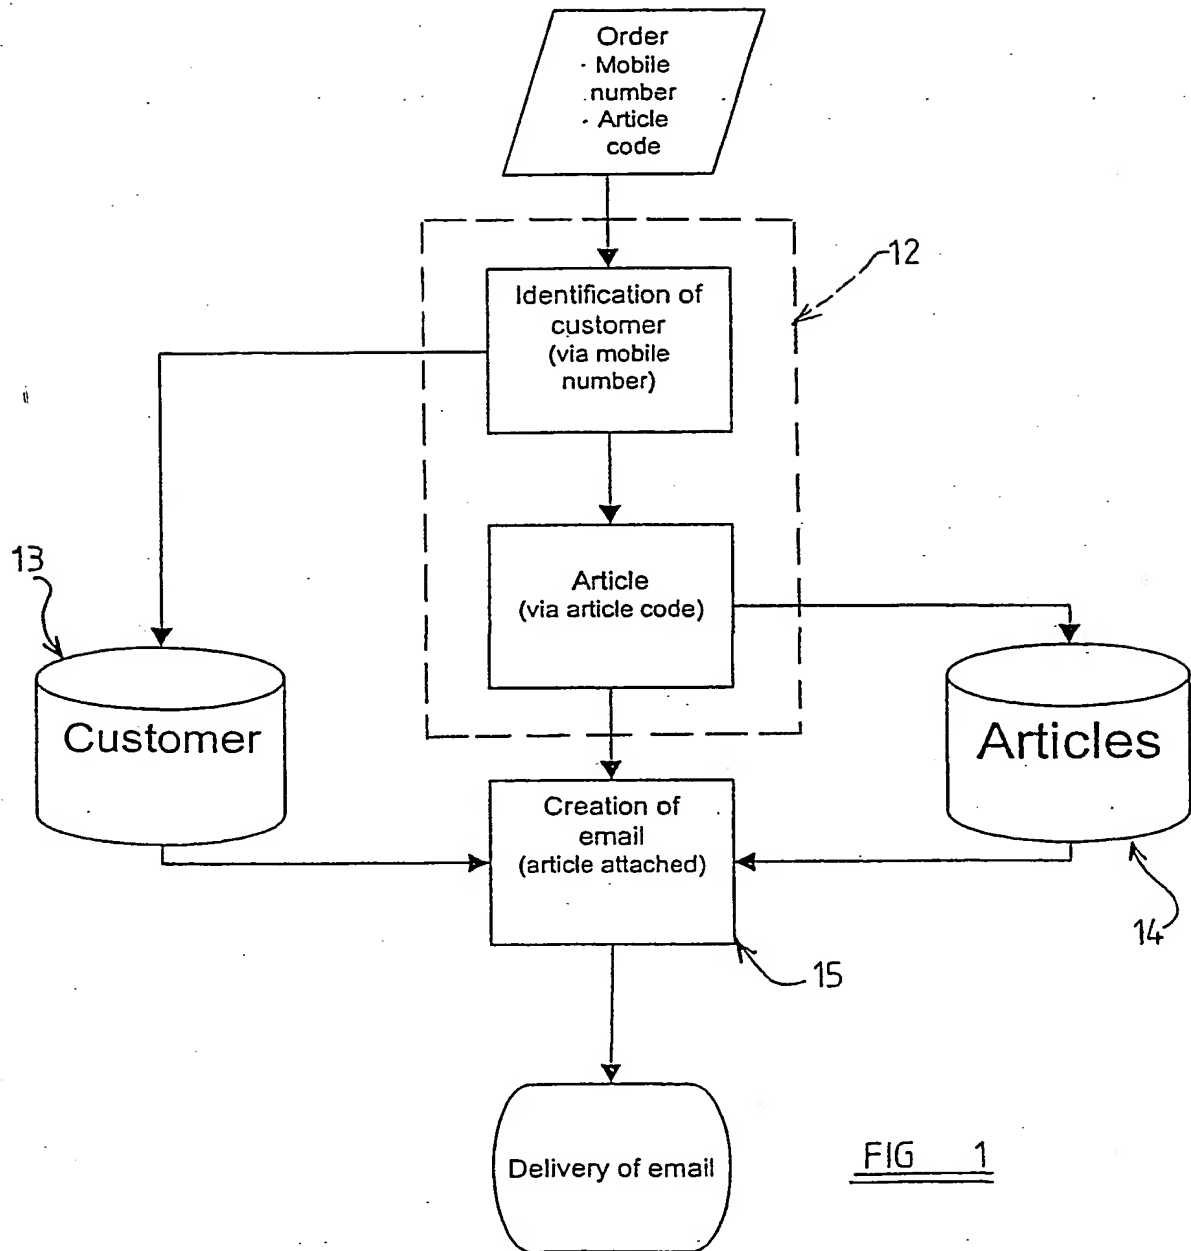 Order
· Mobile
number
· Article
code
12
Identification of
customer
(via mobile
number)
13
Article
(via article code)
Customer
Articles
Creation of
email
(article attached)
14
15
Delivery of email
FIG 1